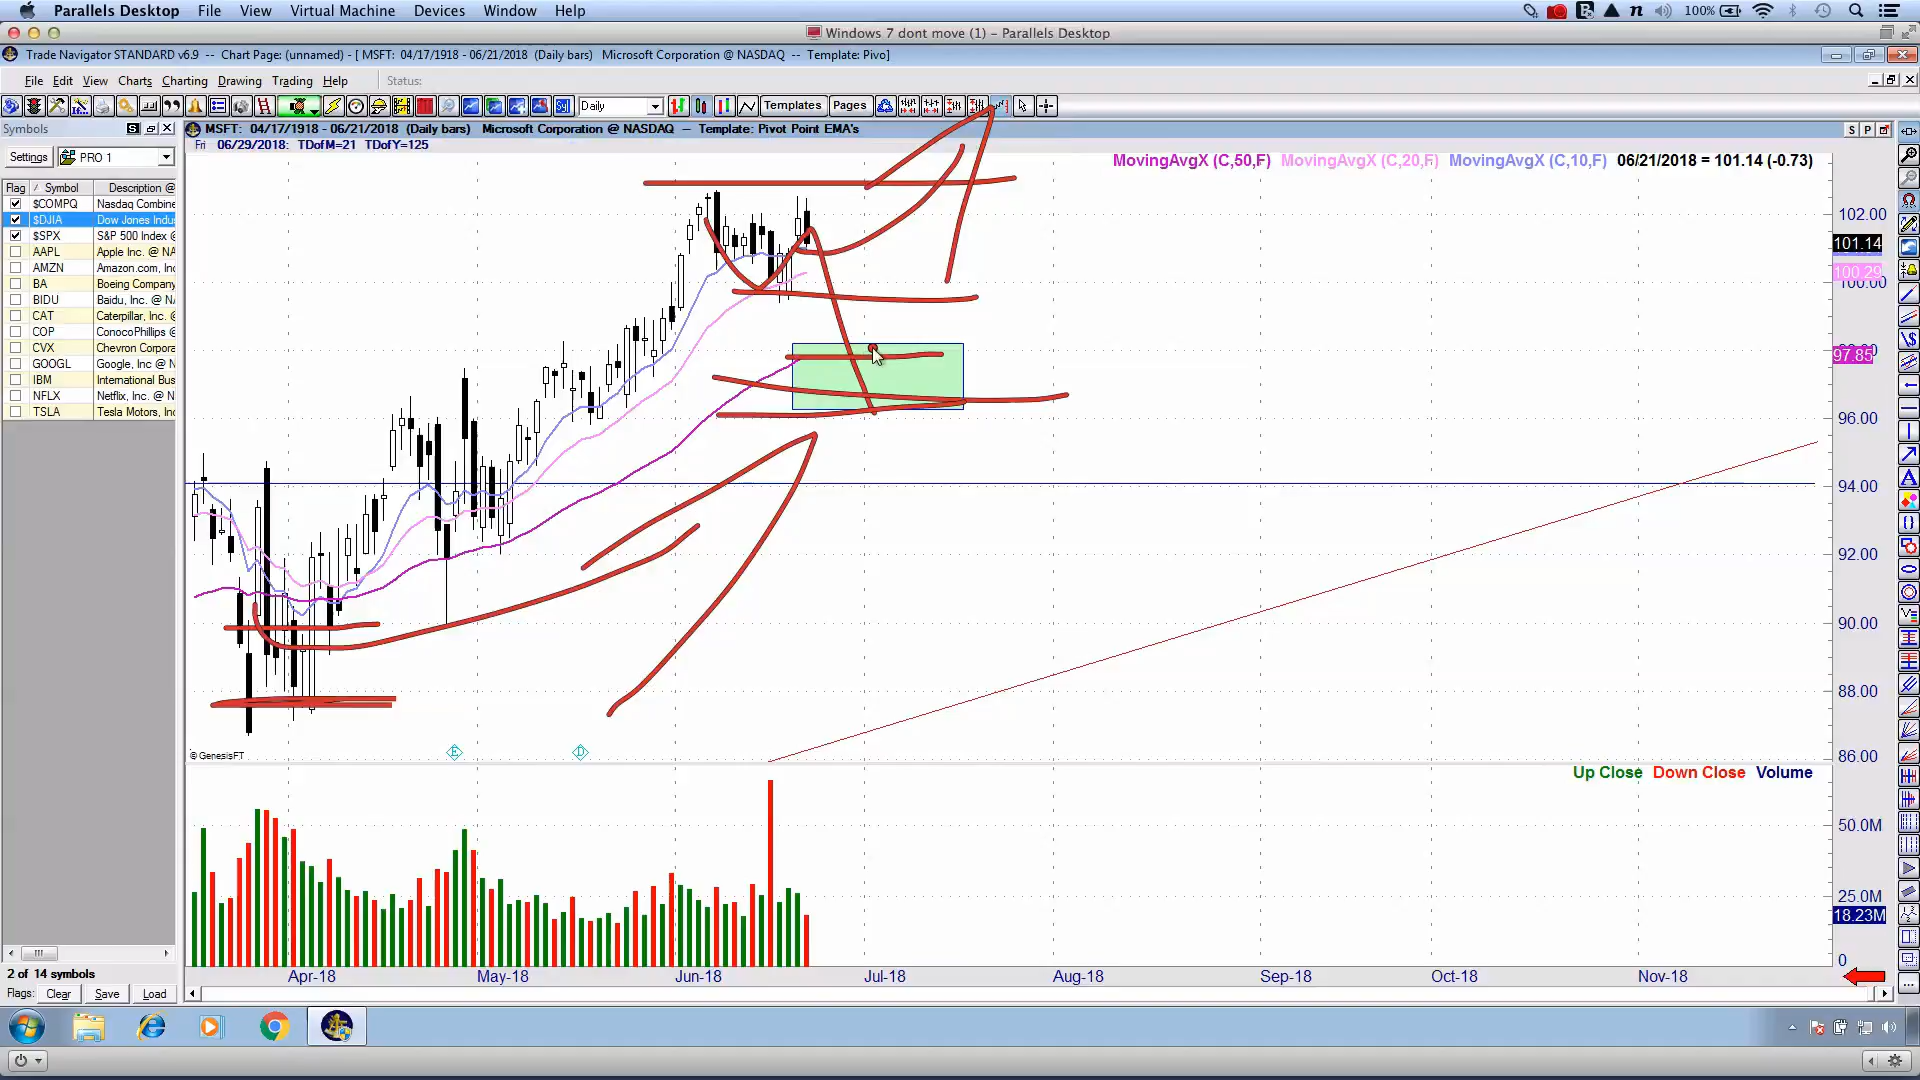 Parallels Desktop File View Virtual Machine Devices Window Help 100%
Windows 7 dont move (1) - Parallels Desktop
Trade Navigator STANDARD v6.9 -- Chart Page: (unnamed) - [ MSFT: 04/17/1918 - 06/21/2018 (Daily bars) Microsoft Corporation @ NASDAQ -- Template: Pivo]
File Edit View Charts Charting Drawing Trading Help Status:
Daily Templates Pages
Symbols
MSFT: 04/17/1918 - 06/21/2018 (Daily bars) Microsoft Corporation @ NASDAQ -- Template: Pivot Point EMA's
S P
Fri 06/29/2018: TDofM=21 TDofY=125
Settings PRO 1
MovingAvgX (C,50,F) MovingAvgX (C,20,F) MovingAvgX (C,10,F) 06/21/2018 = 101.14 (-0.73)
Flag Symbol Description @
$COMPQ Nasdaq Combine
$DJIA Dow Jones Indu
$SPX S&P 500 Index @
AAPL Apple Inc. @ NA
AMZN Amazon.com, Inc
BA Boeing Company
BIDU Baidu, Inc. @ N
CAT Caterpillar, Inc. @
COP ConocoPhillips @
CVX Chevron Corpora
GOOGL Google, Inc @ N
IBM International Bus
NFLX Netflix, Inc. @ N
TSLA Tesla Motors, Inc
102.00
101.14
100.29
100.00
97.85
96.00
94.00
92.00
90.00
88.00
86.00
© GenesisFT
E D
Up Close Down Close Volume
50.0M
25.0M
18.23M
0
Apr-18 May-18 Jun-18 Jul-18 Aug-18 Sep-18 Oct-18 Nov-18
2 of 14 symbols
Flags: Clear Save Load